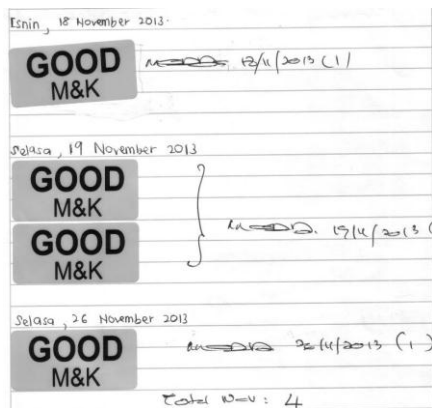 Isnin, 18 November 2013.
GOOD
M&K
18/11/2013 (1)
Selasa, 19 November 2013
GOOD
M&K
GOOD
M&K
19/11/2013 (
Selasa, 26 November 2013
GOOD
M&K
26/11/2013 (1)
Total : 4